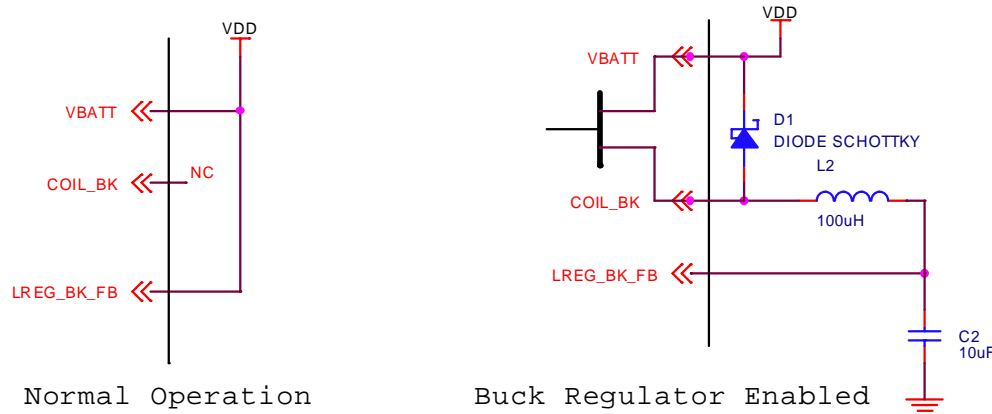 VDD
VBATT
COIL_BK
NC
LREG_BK_FB
Normal Operation
VDD
VBATT
D1
DIODE SCHOTTKY
L2
COIL_BK
100uH
LREG_BK_FB
C2
10uF
Buck Regulator Enabled